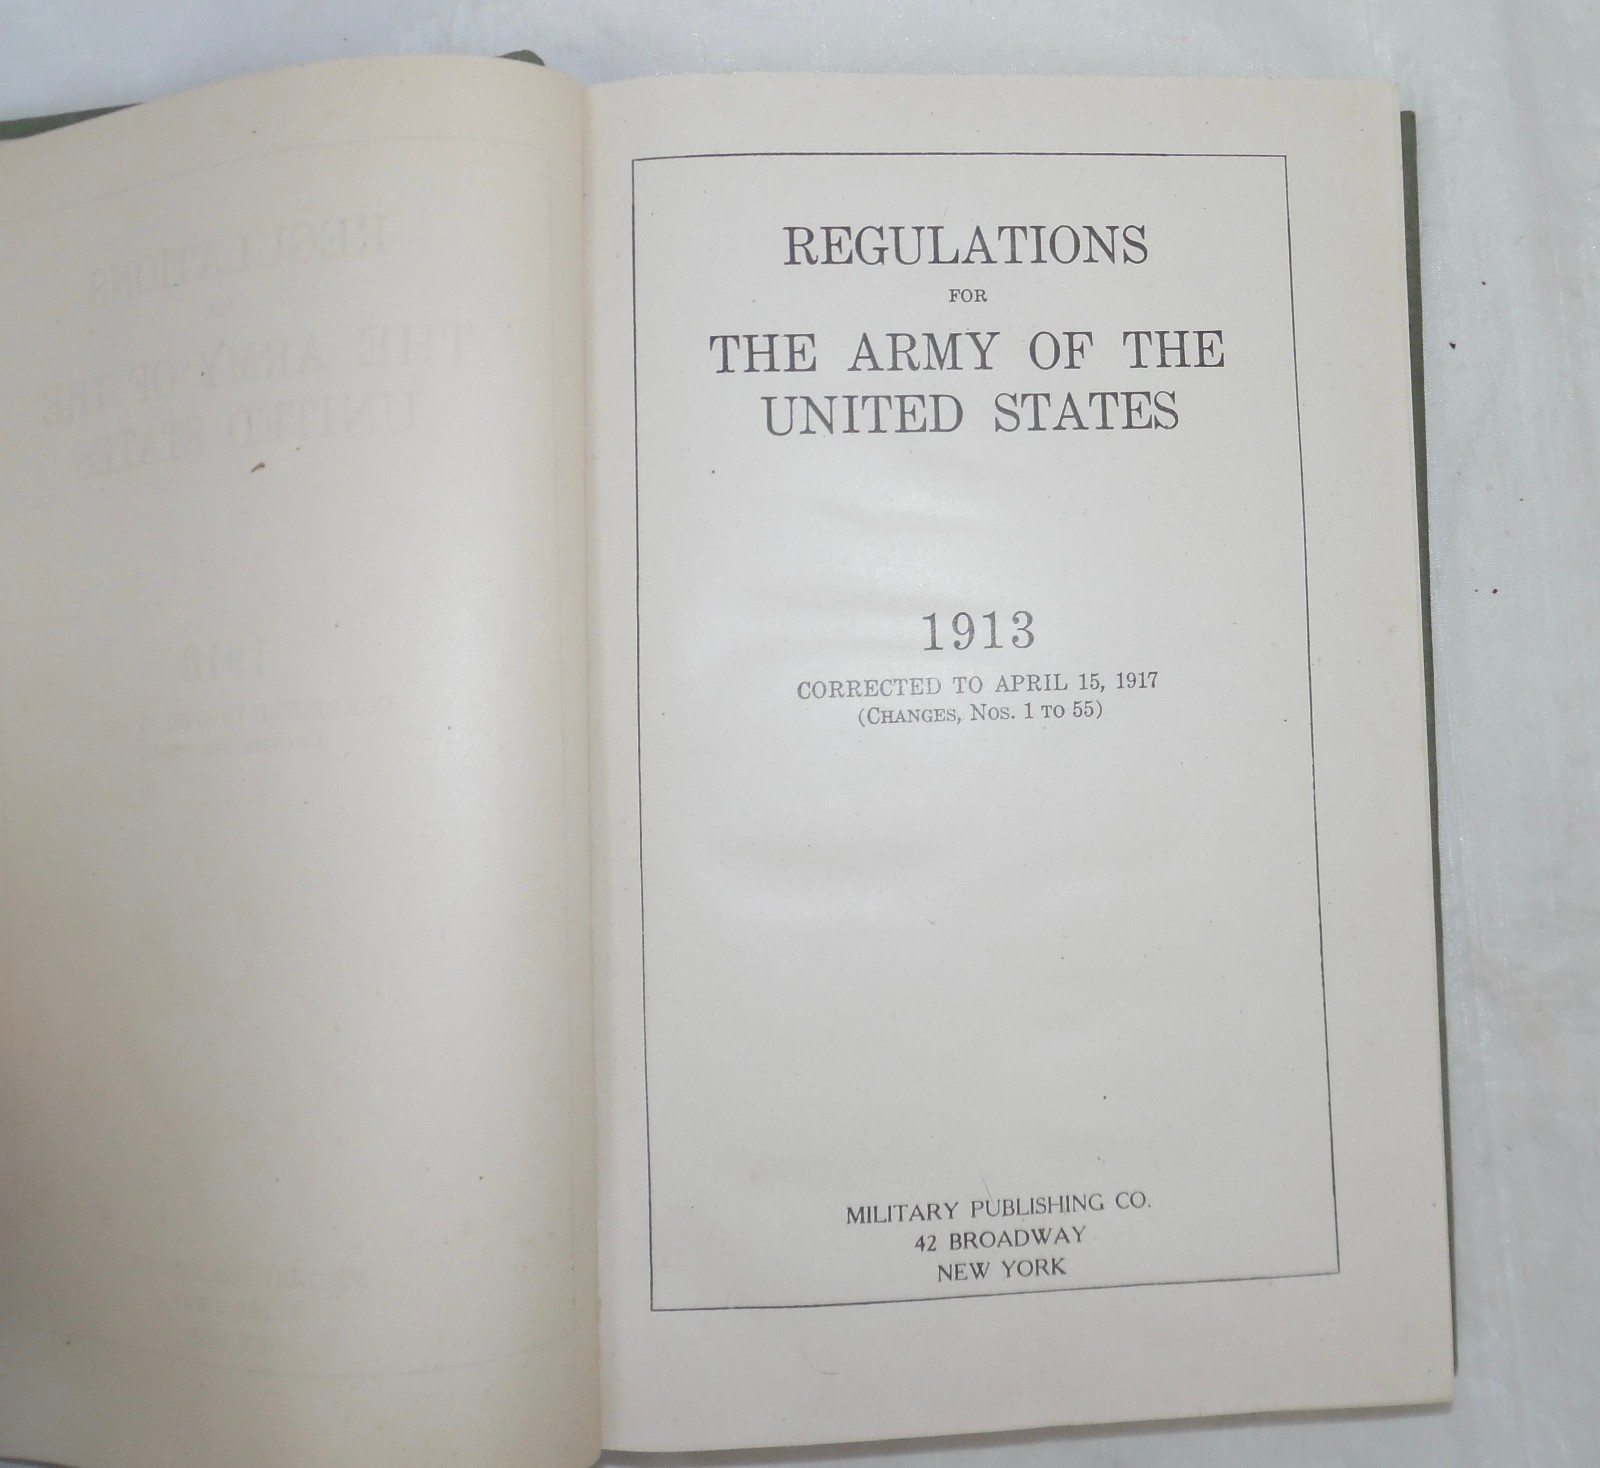 REGULATIONS
FOR
THE ARMY OF THE
UNITED STATES
1913
CORRECTED TO APRIL 15, 1917
(CHANGES, NOS. 1 TO 55)
MILITARY PUBLISHING CO.
42 BROADWAY
NEW YORK